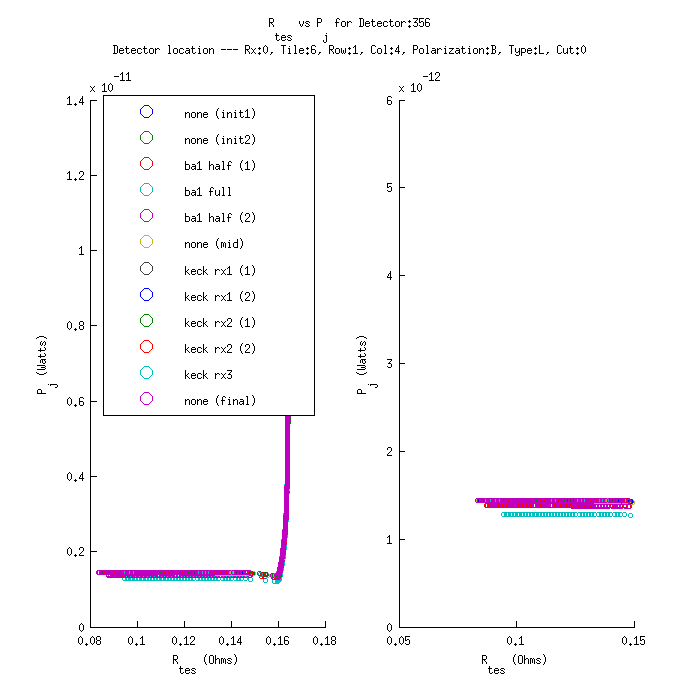 R    vs P  for Detector:356
tes    j
Detector location --- Rx:0, Tile:6, Row:1, Col:4, Polarization:B, Type:L, Cut:0
x 10^-11
x 10^-12
1.4
1.2
1
0.8
0.6
0.4
0.2
0
P_j (Watts)
none (init1)
none (init2)
ba1 half (1)
ba1 full
ba1 half (2)
none (mid)
keck rx1 (1)
keck rx1 (2)
keck rx2 (1)
keck rx2 (2)
keck rx3
none (final)
0.08 0.1 0.12 0.14 0.16 0.18
R_tes (Ohms)
6
5
4
3
2
1
0
P_j (Watts)
0.05 0.1 0.15
R_tes (Ohms)